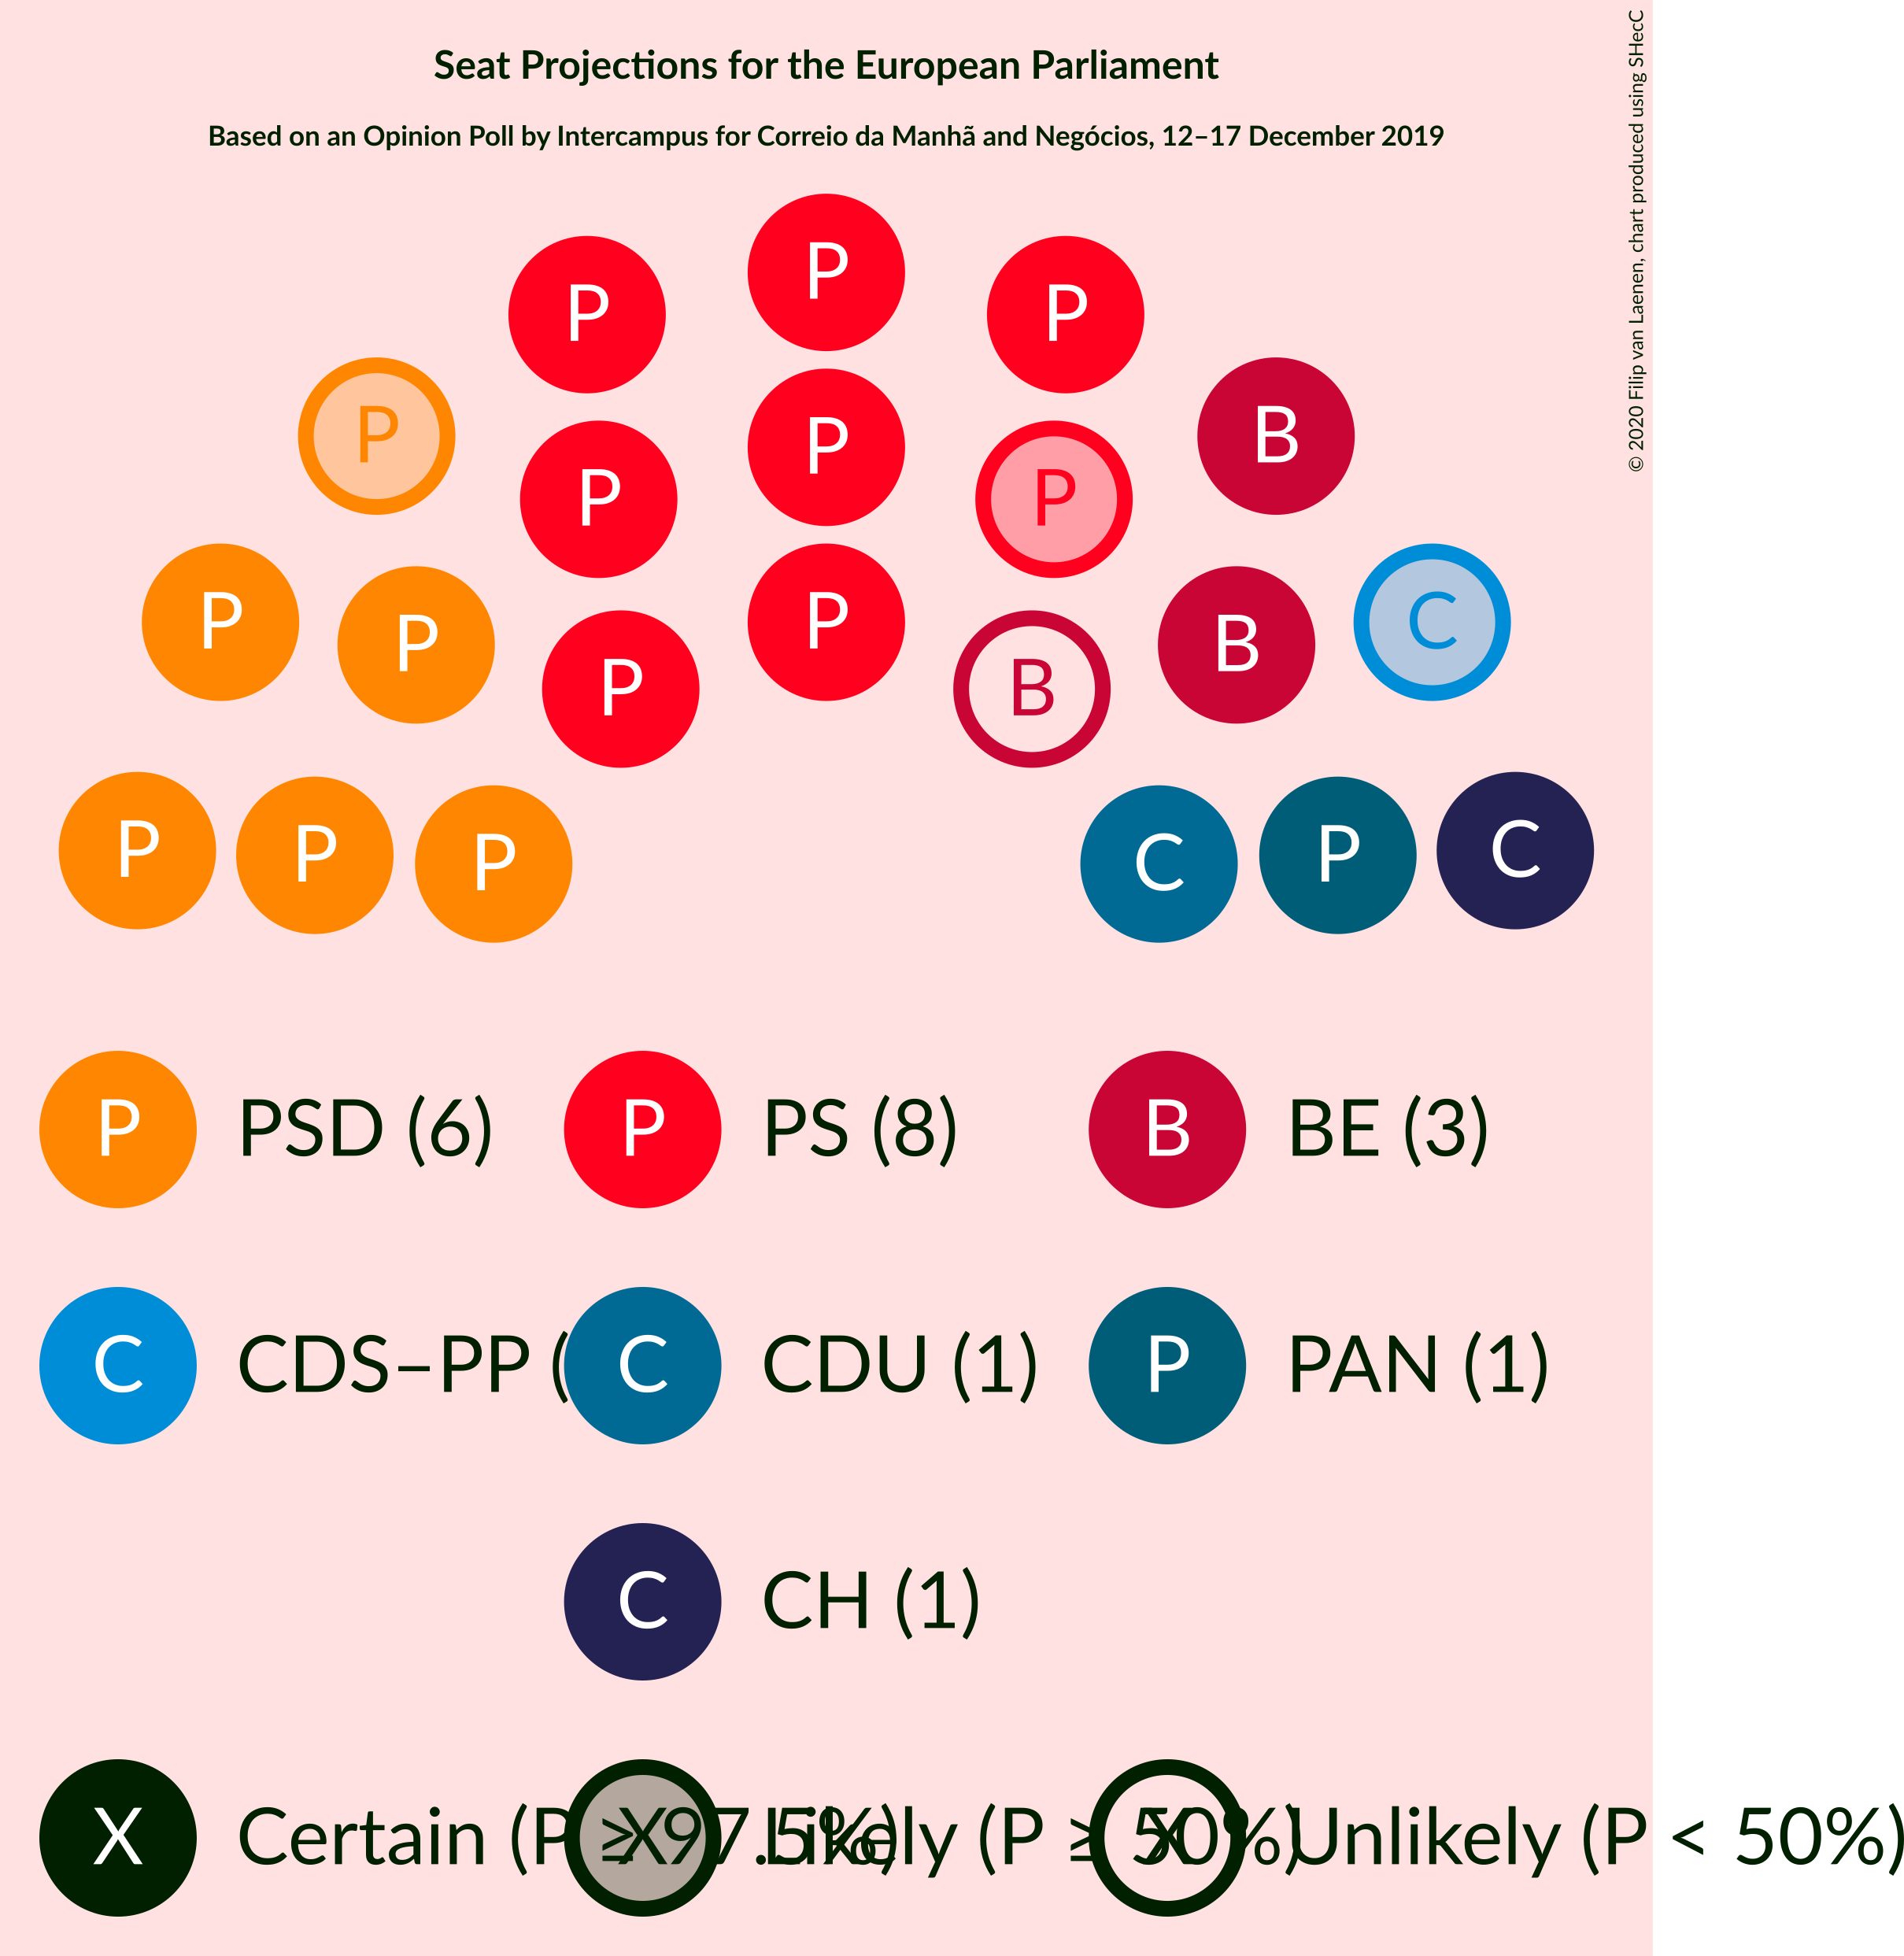 Seat Projections for the European Parliament
Based on an Opinion Poll by Intercampus for Correio da Manhã and Negócios, 12–17 December 2019
© 2020 Filip van Laenen, chart produced using SHecC
P
P P
P B
P
P P
P C
P P
B
P B
P
P P P C P C
P PSD (6) P PS (8) B BE (3)
C CDS–PP ( C CDU (1) P PAN (1)
C CH (1)
X Certain (P ≥ 97.5%) X Likely (P ≥ 50%) X Unlikely (P < 50%)